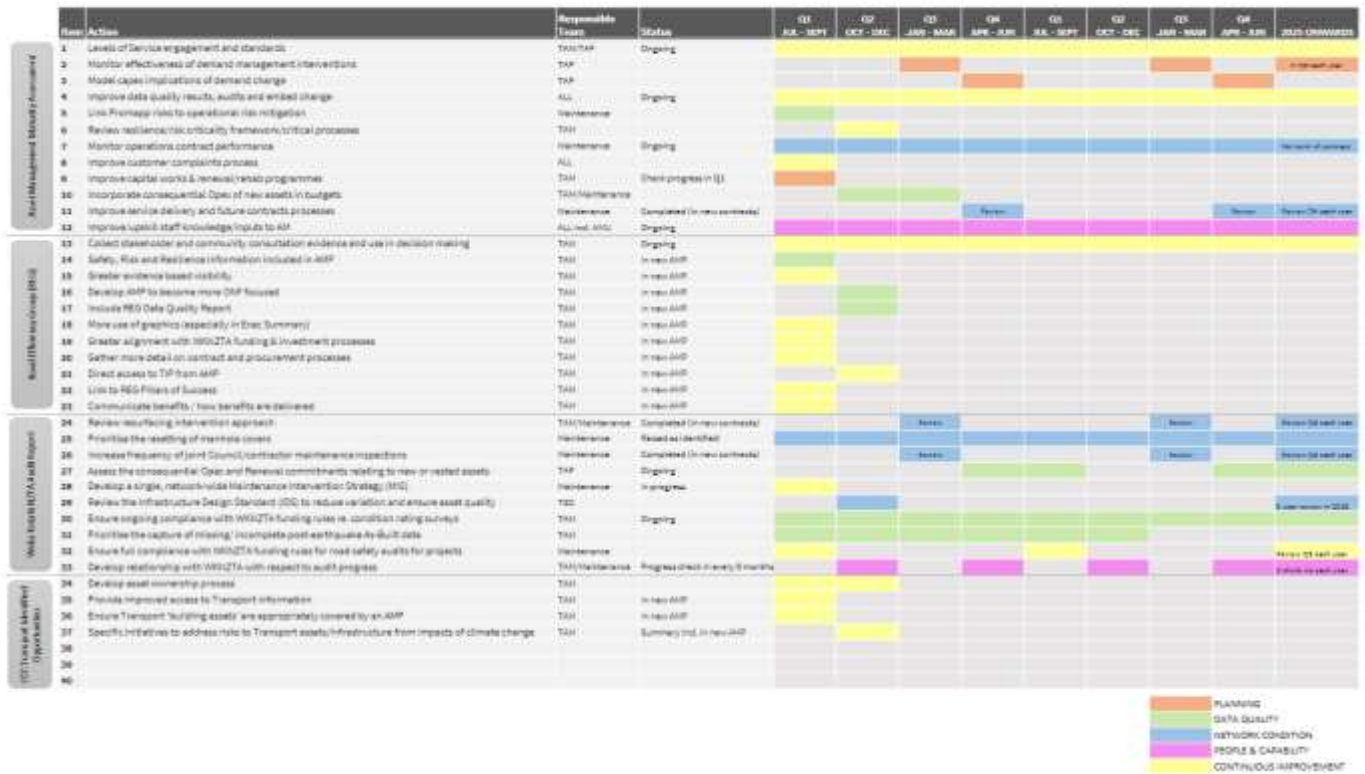 Responsible Q1 Q2 Q3 Q4 Q1 Q2 Q3 Q4
Item Action Team Status JUL - SEPT OCT - DEC JAN - MAR APR - JUN JUL - SEPT OCT - DEC JAN - MAR APR - JUN 2025 ONWARDS
Asset Management Maturity Assessment
1 Levels of Service engagement and standards TAM/TAP Ongoing
2 Monitor effectiveness of demand management interventions TAP
3 Model capex implications of demand change TAP
4 Improve data quality results, audits and embed change ALL Ongoing
5 Link Promapp risks to operational risk mitigation Maintenance
6 Review resilience/risk criticality framework/critical processes TAM
7 Monitor operations contract performance Maintenance Ongoing
8 Improve customer complaints process ALL
9 Improve capital works & renewal/rehab programmes TAM Check progress in Q1
10 Incorporate consequential Opex of new assets in budgets TAM/Maintenance
11 Improve service delivery and future contracts processes Maintenance Completed (in new contracts) Review Review
12 Improve/upskill staff knowledge/inputs to AM Ongoing
13 Collect stakeholder and community consultation evidence and use in decision making TAM Ongoing
14 Safety, Risk and Resilience information included in AMP TAM In new AMP
15 Greater evidence based visibility TAM In new AMP
16 Develop AMP to become more ONF focused TAM In new AMP
17 Include REG Data Quality Report TAM In new AMP
18 More use of graphics (especially in Exec Summary) TAM In new AMP
19 Greater alignment with WKNZTA funding & investment processes TAM In new AMP
20 Gather more detail on contract and procurement processes TAM In new AMP
21 Direct access to TIP from AMP TAM In new AMP
22 Link to REG Pillars of Success TAM In new AMP
23 Communicate benefits / how benefits are delivered TAM In new AMP
24 Review resurfacing intervention approach TAM/Maintenance Completed (in new contracts) Review Review
25 Prioritise the resetting of manhole covers Maintenance Raised as identified
26 Increase frequency of joint Council/contractor maintenance inspections Maintenance Completed (in new contracts) Review Review
27 Assess the consequential Opex and Renewal commitments relating to new or vested assets TAP Ongoing
28 Develop a single, network-wide Maintenance Intervention Strategy (MIS) Maintenance In progress
29 Review the Infrastructure Design Standard (IDS) to reduce variation and ensure asset quality
30 Ensure ongoing compliance with WKNZTA funding rules re. condition rating surveys TAM Ongoing
31 Prioritise the capture of missing/ incomplete post-earthquake As-Built data TAM
32 Ensure full compliance with WKNZTA funding rules for road safety audits for projects Maintenance
33 Develop relationship with WKNZTA with respect to audit progress TAM/Maintenance Progress check in every 6 months
34 Develop asset ownership process TAM
35 Provide improved access to Transport information TAM In new AMP
36 Ensure Transport 'building assets' are appropriately covered by an AMP TAM In new AMP
37 Specific initiatives to address risks to Transport assets/infrastructure from impacts of climate change TAM Summary incl. in new AMP
38
39
40
PLANNING
DATA QUALITY
NETWORK CONDITION
PEOPLE & CAPABILITY
CONTINUOUS IMPROVEMENT